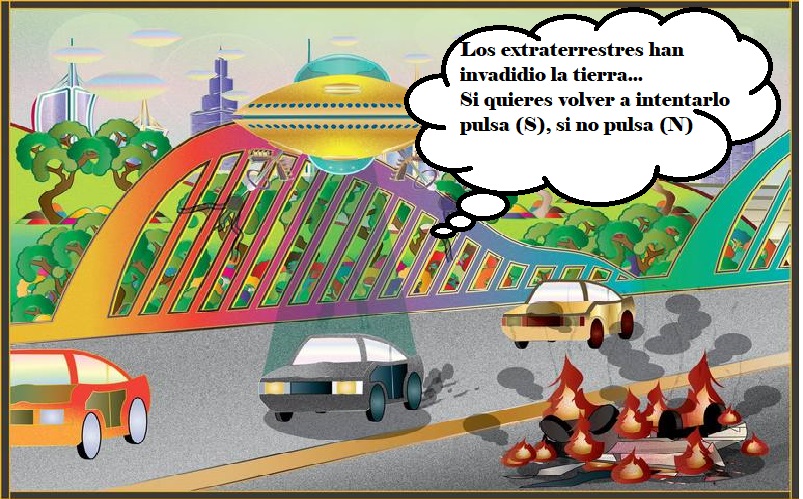 Los extraterrestres han
invadidio la tierra...
Si quieres volver a intentarlo
pulsa (S), si no pulsa (N)